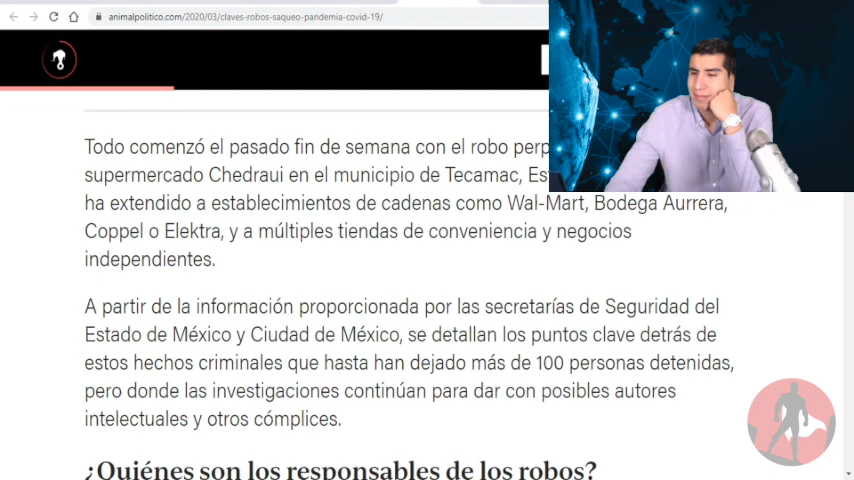 animalpolitico.com/2020/03/claves-robos-saqueo-pandemia-covid-19/
Todo comenzó el pasado fin de semana con el robo
supermercado Chedraui en el municipio de Tecamac,
ha extendido a establecimientos de cadenas como Wal-Mart, Bodega Aurrera,
Coppel o Elektra, y a múltiples tiendas de conveniencia y negocios
independientes.
A partir de la información proporcionada por las secretarías de Seguridad del
Estado de México y Ciudad de México, se detallan los puntos clave detrás de
estos hechos criminales que hasta han dejado más de 100 personas detenidas,
pero donde las investigaciones continúan para dar con posibles autores
intelectuales y otros cómplices.
¿Quiénes son los responsables de los robos?